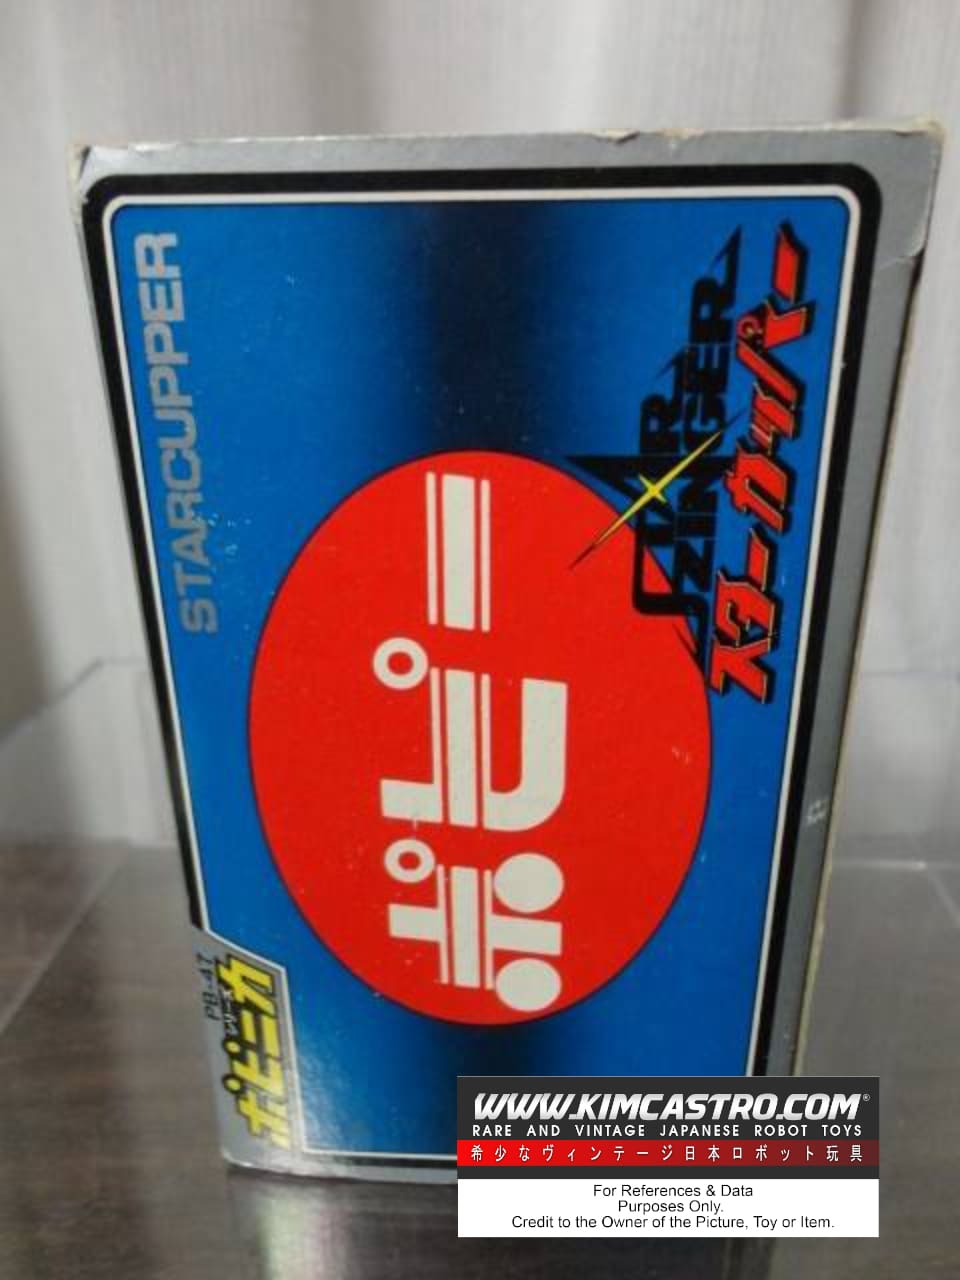 STARCUPPER
STAR
ZINGER
スターカッパー
ポピー
PB-47
シリーズ
ポピニカ
WWW.KIMCASTRO.COM®
RARE AND VINTAGE JAPANESE ROBOT TOYS
希少なヴィンテージ日本ロボット玩具
For References & Data
Purposes Only.
Credit to the Owner of the Picture, Toy or Item.